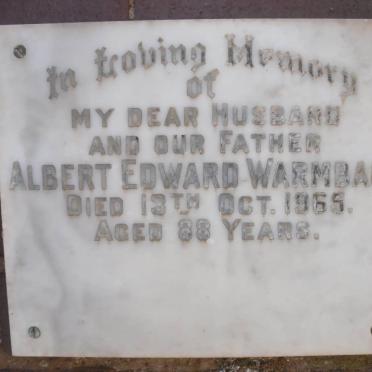 In Loving Memory
of
MY DEAR HUSBAND
AND OUR FATHER
ALBERT EDWARD WARMBA
DIED 13TH OCT. 1965.
AGED 88 YEARS.